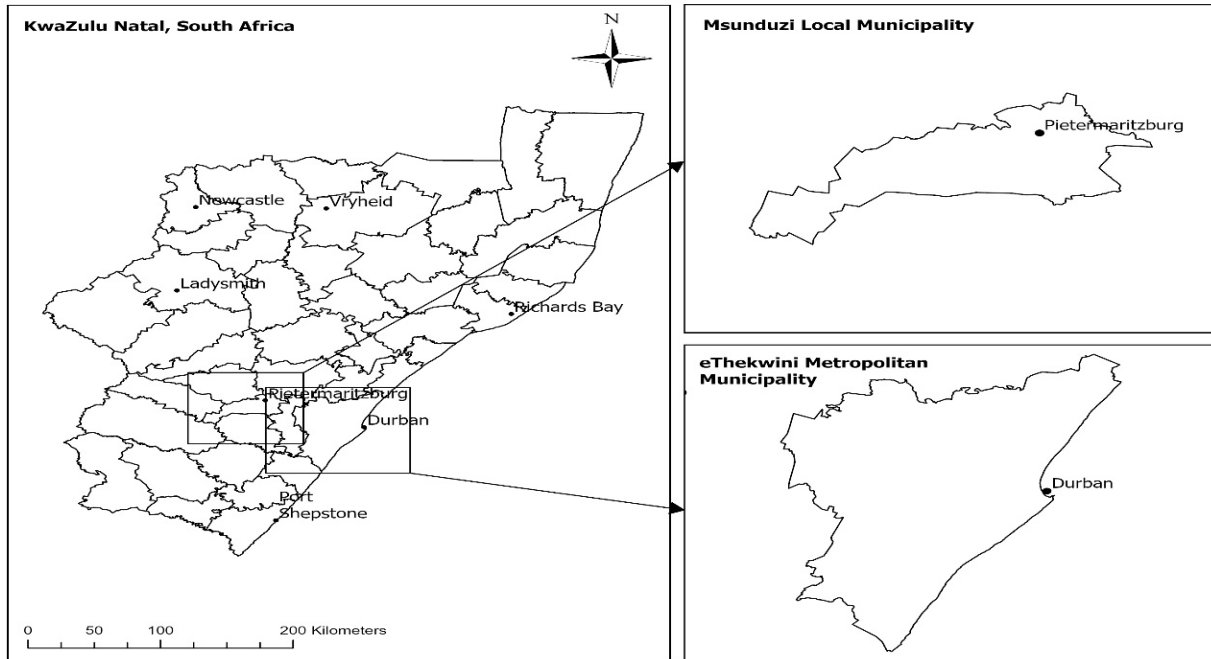 KwaZulu Natal, South Africa
N
Nowcastle
Vryheid
Ladysmith
Richards Bay
Pietermaritzburg
Durban
Port
Shepstone
0 50 100 200 Kilometers
Msunduzi Local Municipality
Pietermaritzburg
eThekwini Metropolitan
Municipality
Durban